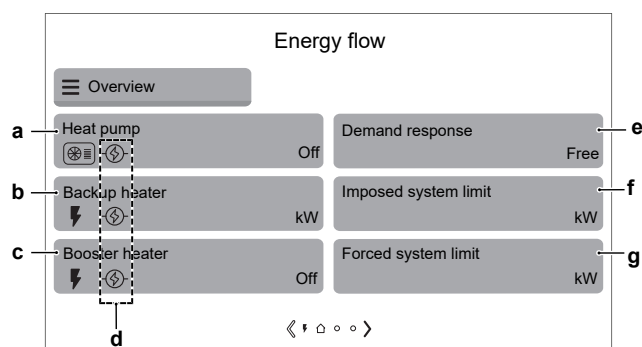 Energy flow
Overview
a
Heat pump
Off
Demand response
Free
e
b
Backup heater
kW
Imposed system limit
kW
f
c
Booster heater
Off
Forced system limit
kW
g
d